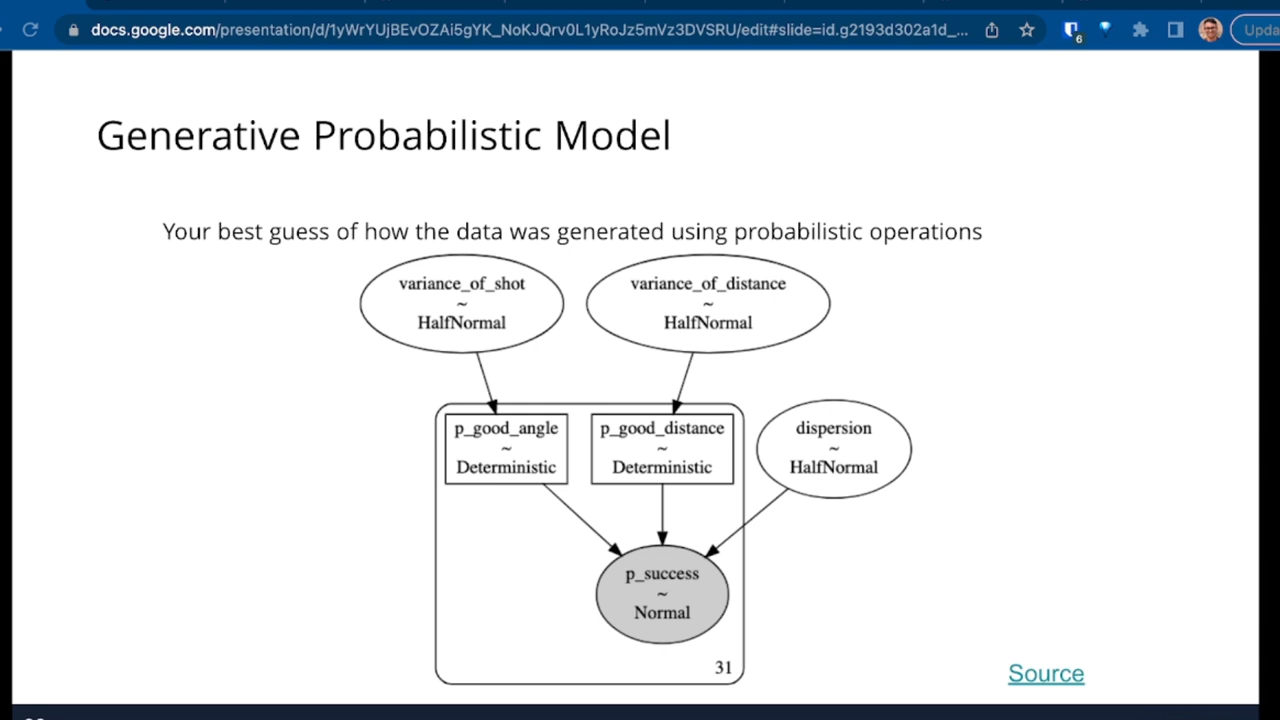 docs.google.com/presentation/d/1yWrYUjBEvOZAi5gYK_NoKJQrv0L1yRoJz5mVz3DVSRU/edit#slide=id.g2193d302a1d_...
6
Upda
Generative Probabilistic Model
Your best guess of how the data was generated using probabilistic operations
variance_of_shot
~
HalfNormal
variance_of_distance
~
HalfNormal
p_good_angle
~
Deterministic
p_good_distance
~
Deterministic
dispersion
~
HalfNormal
p_success
~
Normal
31
Source